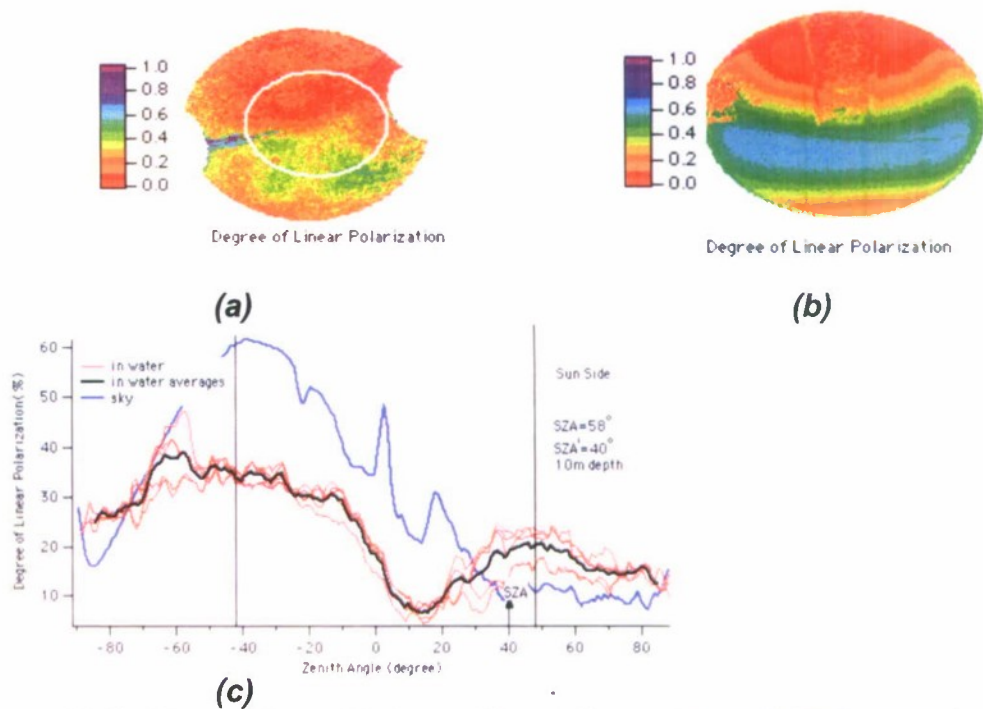 1.0
0.8
0.6
0.4
0.2
0.0
Degree of Linear Polarization
(a)
1.0
0.8
0.6
0.4
0.2
0.0
Degree of Linear Polarization
(b)
60
50
40
30
20
10
Degree of Linear Polarization(%)
in water
in water averages
sky
Sun Side
SZA=58°
SZA'=40°
10m depth
SZA'
-80
-60
-40
-20
0
20
40
60
80
Zenith Angle (degree)
(c)